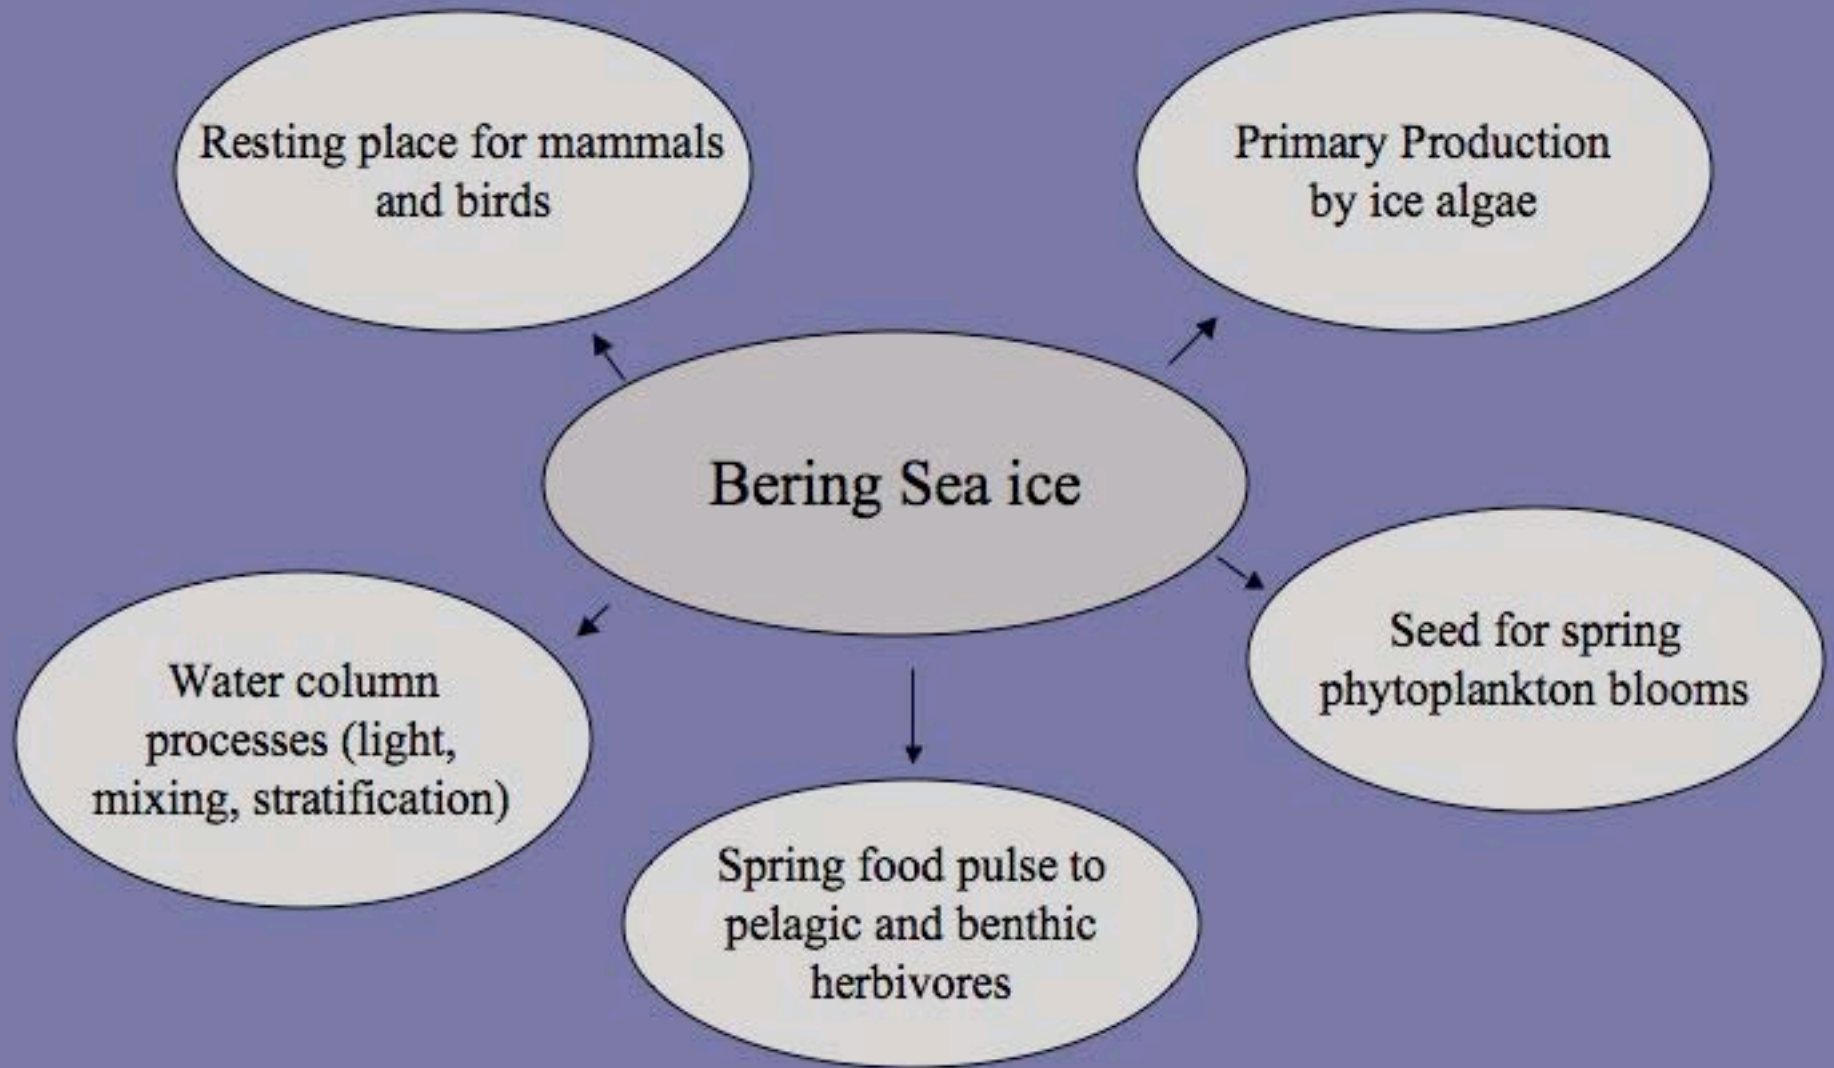 Resting place for mammals
and birds
Primary Production
by ice algae
Bering Sea ice
Seed for spring
phytoplankton blooms
Water column
processes (light,
mixing, stratification)
Spring food pulse to
pelagic and benthic
herbivores